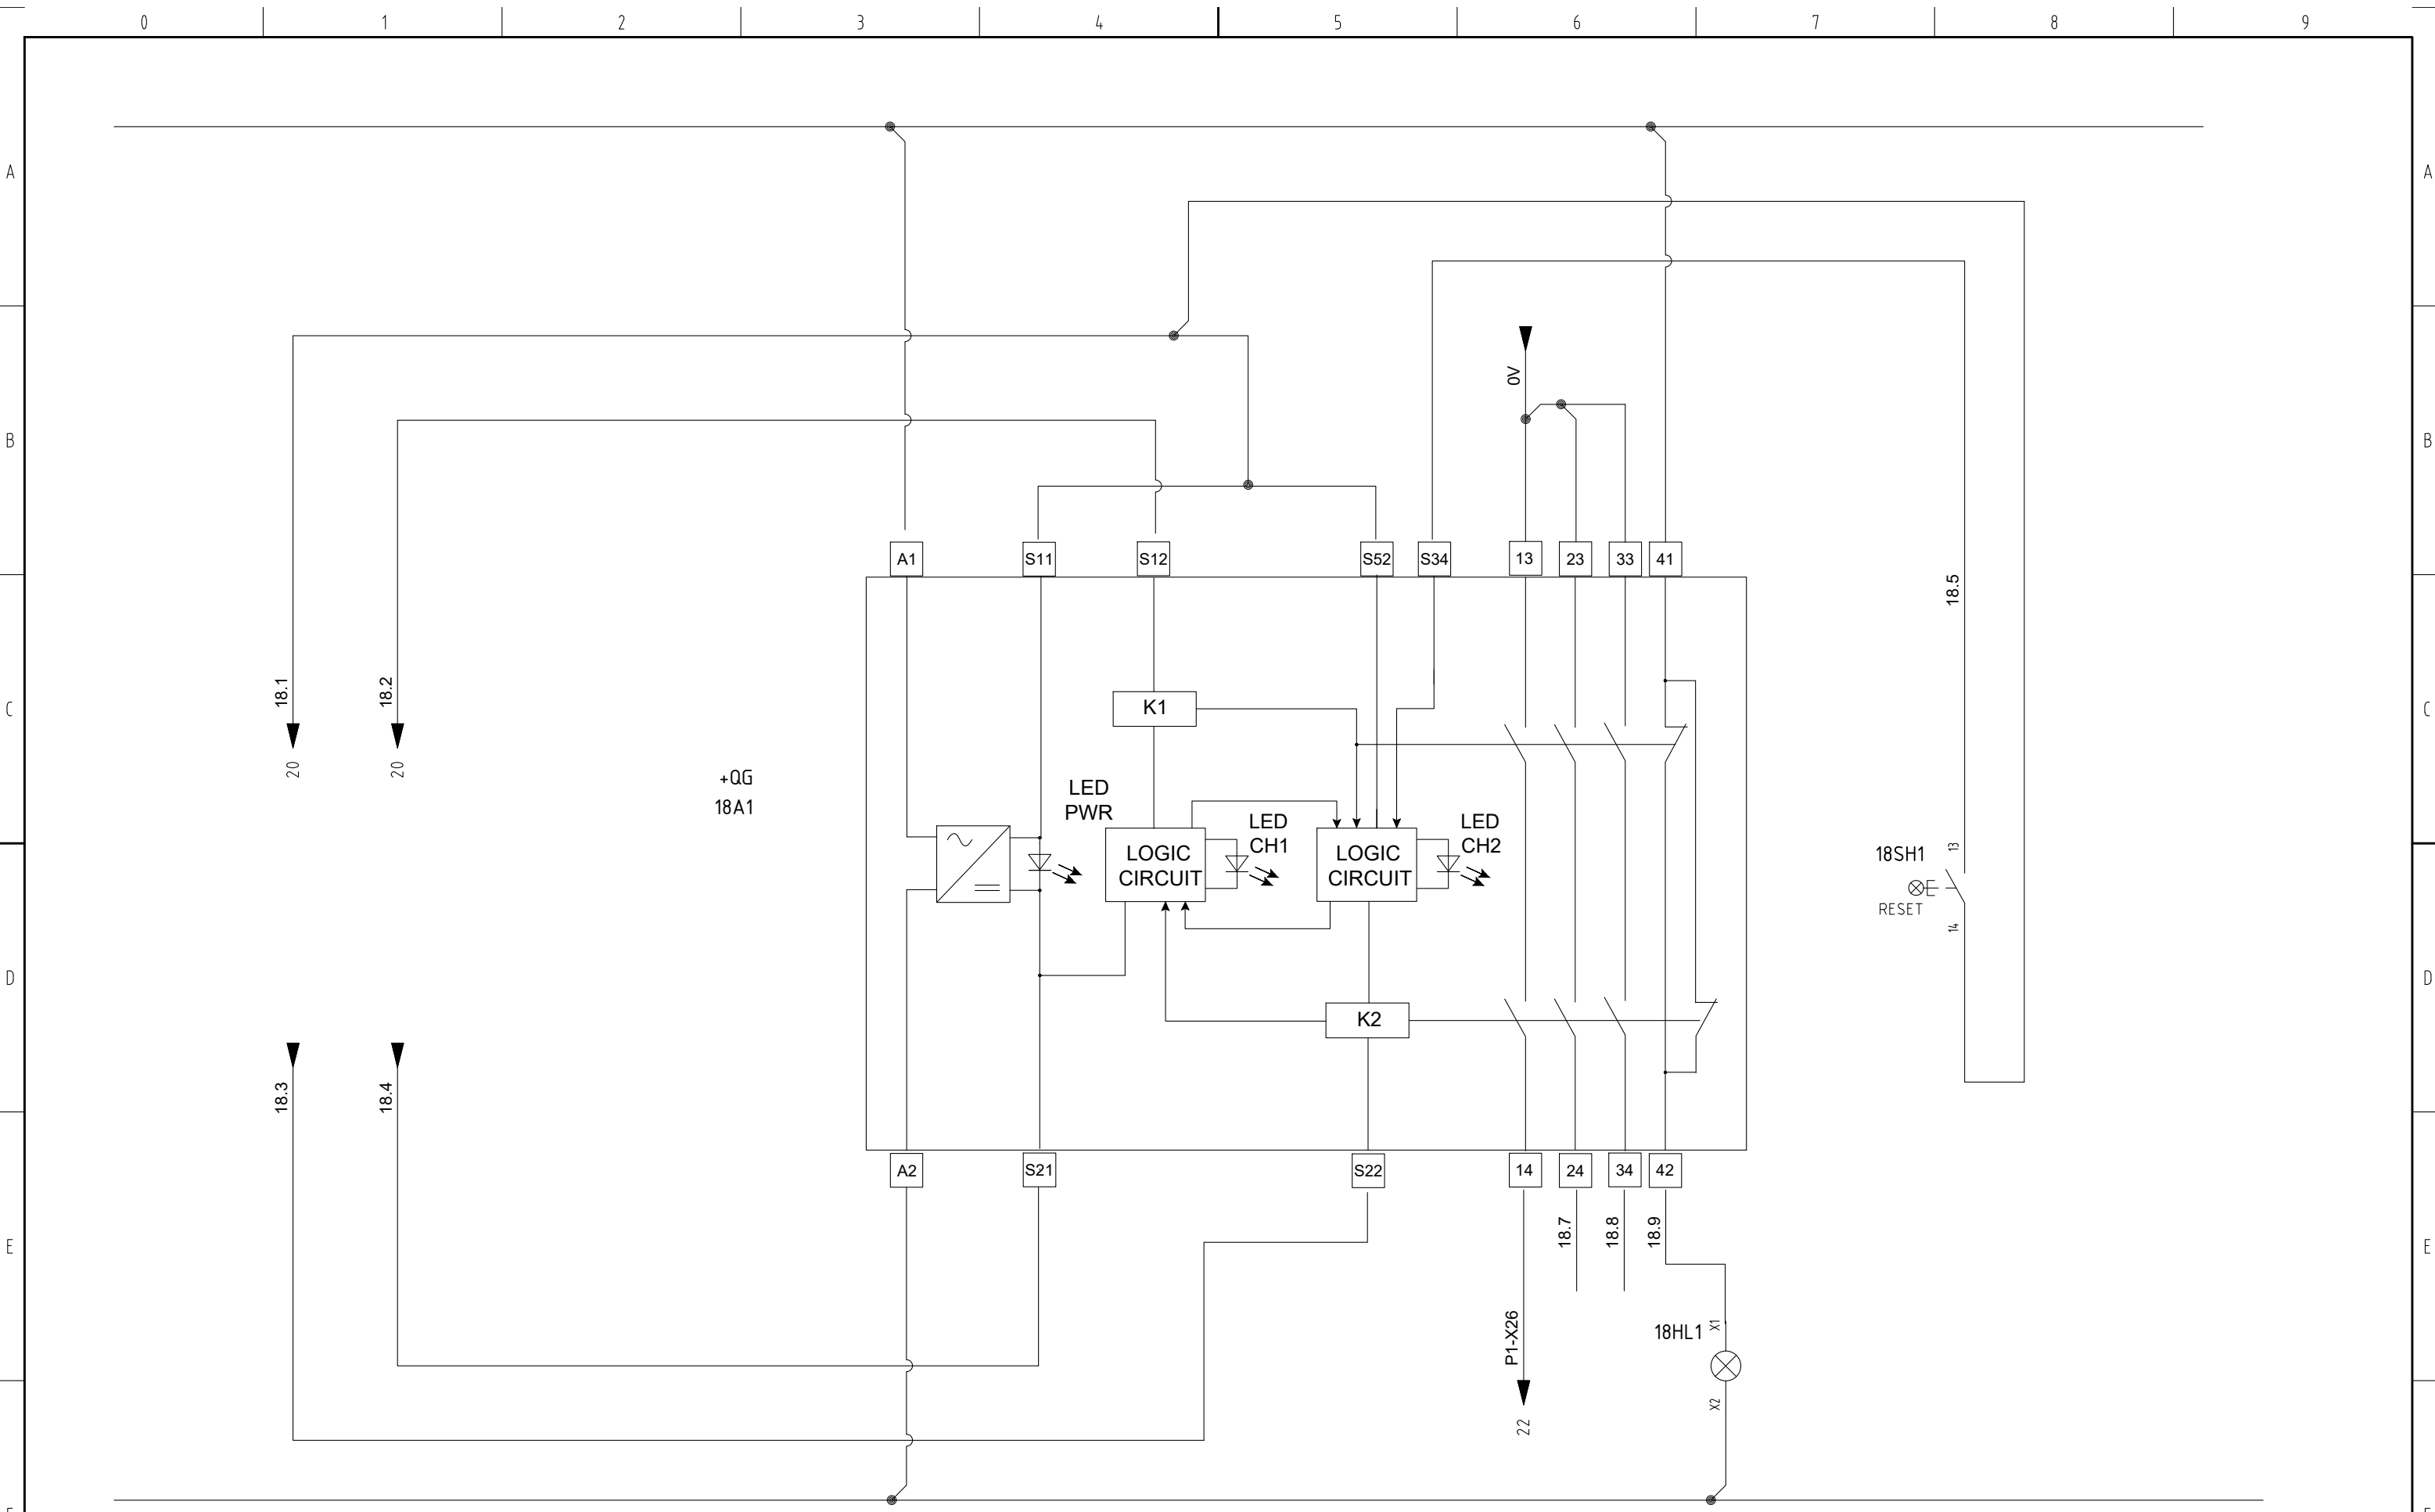 0 1 2 3 4 5 6 7 8 9
A A
0V
B B
A1 S11 S12 S52 S34 13 23 33 41
18.5
18.1 18.2
K1
C C
20 20
+QG
18A1
LED
PWR
LED
CH1
LED
CH2
LOGIC
CIRCUIT
LOGIC
CIRCUIT
13
18SH1
RESET
14
D D
K2
18.3 18.4
A2 S21 S22 14 24 34 42
18.7 18.8 18.9
E E
P1-X26
18HL1 X1
X2
22